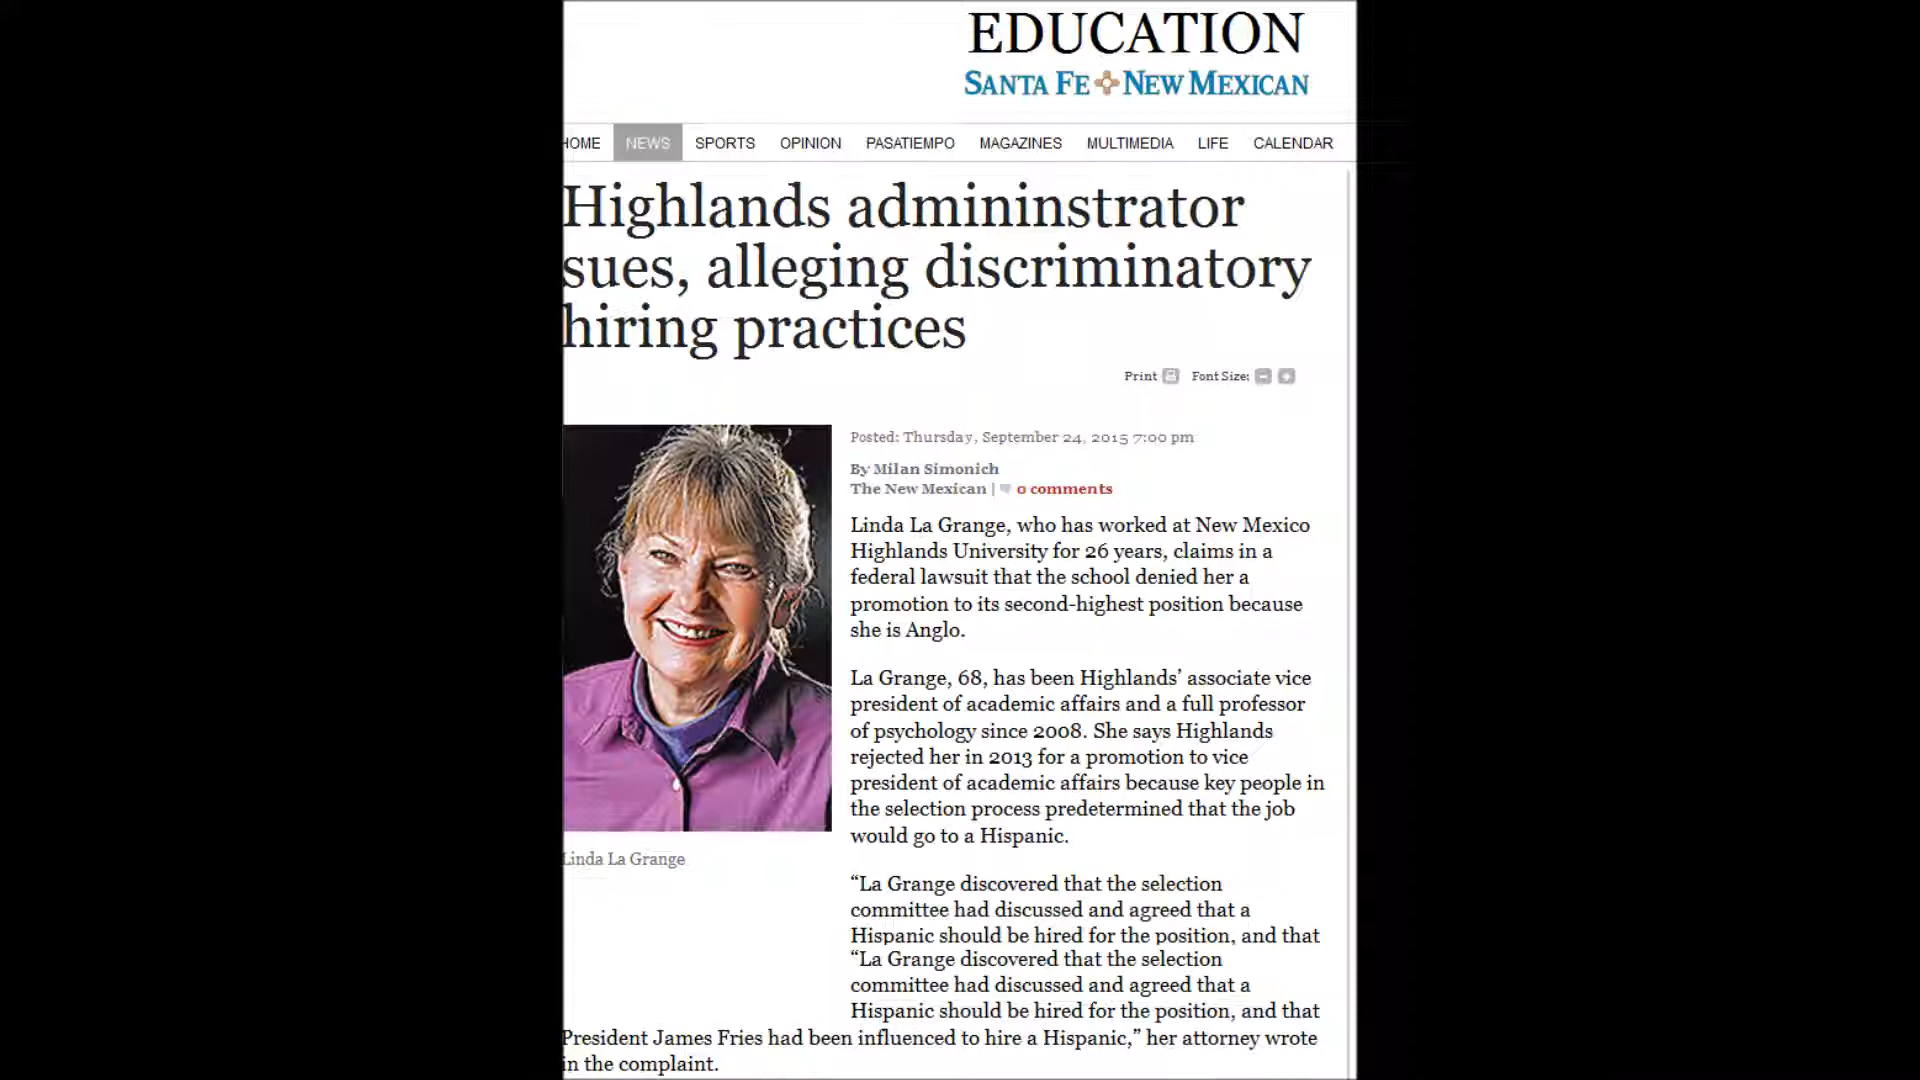 EDUCATION
SANTA FE NEW MEXICAN
HOME NEWS SPORTS OPINION PASATIEMPO MAGAZINES MULTIMEDIA LIFE CALENDAR
Highlands admininstrator
sues, alleging discriminatory
hiring practices
Print Font Size:
Posted: Thursday, September 24, 2015 7:00 pm
By Milan Simonich
The New Mexican | 0 comments
Linda La Grange, who has worked at New Mexico
Highlands University for 26 years, claims in a
federal lawsuit that the school denied her a
promotion to its second-highest position because
she is Anglo.
La Grange, 68, has been Highlands’ associate vice
president of academic affairs and a full professor
of psychology since 2008. She says Highlands
rejected her in 2013 for a promotion to vice
president of academic affairs because key people in
the selection process predetermined that the job
would go to a Hispanic.
Linda La Grange
“La Grange discovered that the selection
committee had discussed and agreed that a
Hispanic should be hired for the position, and that
“La Grange discovered that the selection
committee had discussed and agreed that a
Hispanic should be hired for the position, and that
President James Fries had been influenced to hire a Hispanic,” her attorney wrote
in the complaint.